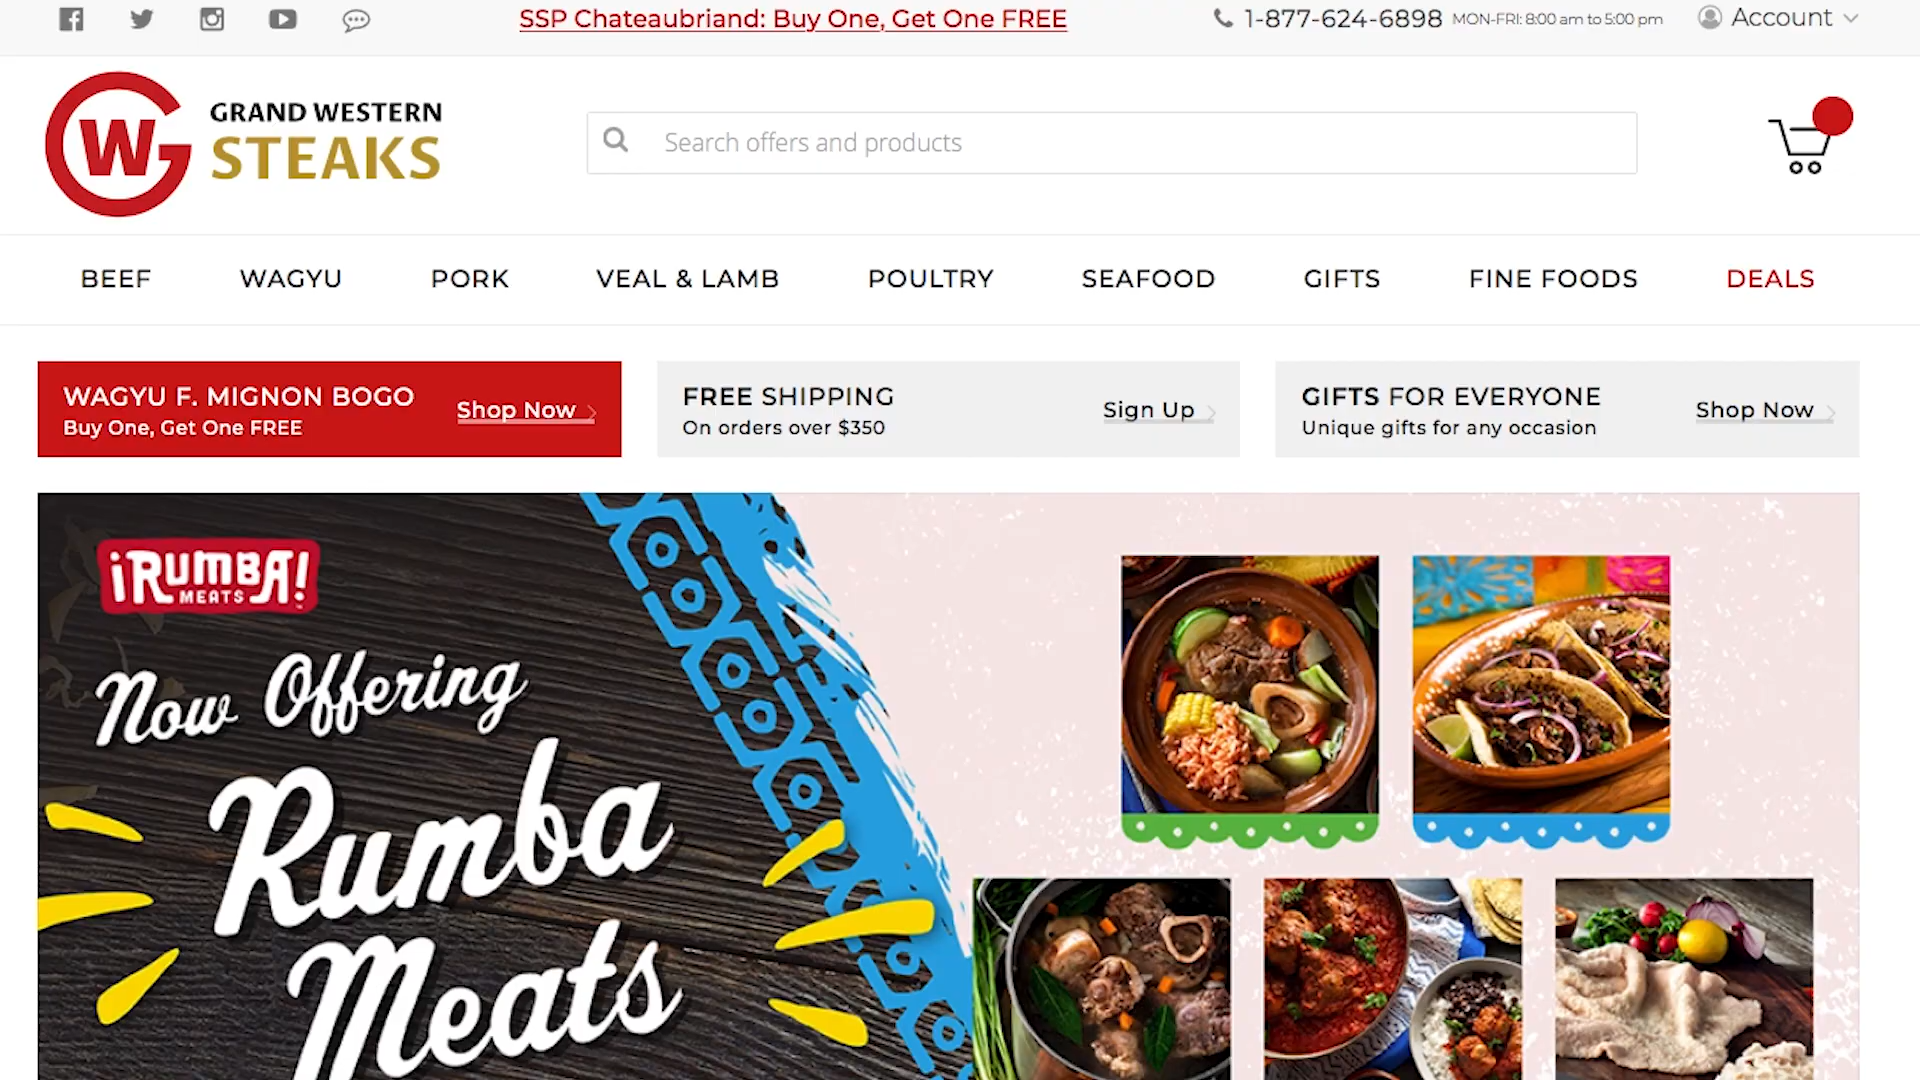 SSP Chateaubriand: Buy One, Get One FREE
1-877-624-6898 MON-FRI: 8:00 am to 5:00 pm
Account
GW
GRAND WESTERN
STEAKS
Search offers and products
BEEF WAGYU PORK VEAL & LAMB POULTRY SEAFOOD GIFTS FINE FOODS DEALS
WAGYU F. MIGNON BOGO
Buy One, Get One FREE
Shop Now
FREE SHIPPING
On orders over $350
Sign Up
GIFTS FOR EVERYONE
Unique gifts for any occasion
Shop Now
¡RUMBA!
MEATS
Now Offering
Rumba
Meats